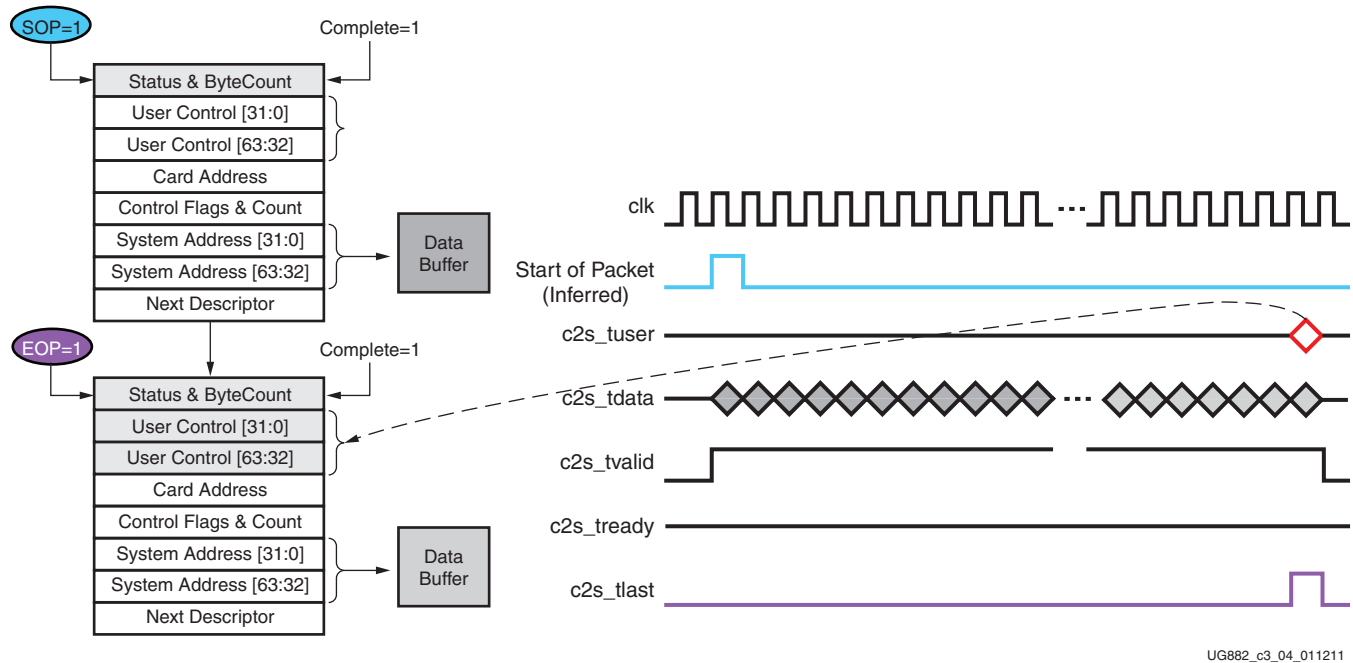 SOP=1
Complete=1
Status & ByteCount
User Control [31:0]
User Control [63:32]
Card Address
Control Flags & Count
System Address [31:0]
System Address [63:32]
Next Descriptor
Data
Buffer
EOP=1
Complete=1
Status & ByteCount
User Control [31:0]
User Control [63:32]
Card Address
Control Flags & Count
System Address [31:0]
System Address [63:32]
Next Descriptor
Data
Buffer
clk
Start of Packet
(Inferred)
c2s_tuser
c2s_tdata
c2s_tvalid
c2s_tready
c2s_tlast
UG882_c3_04_011211